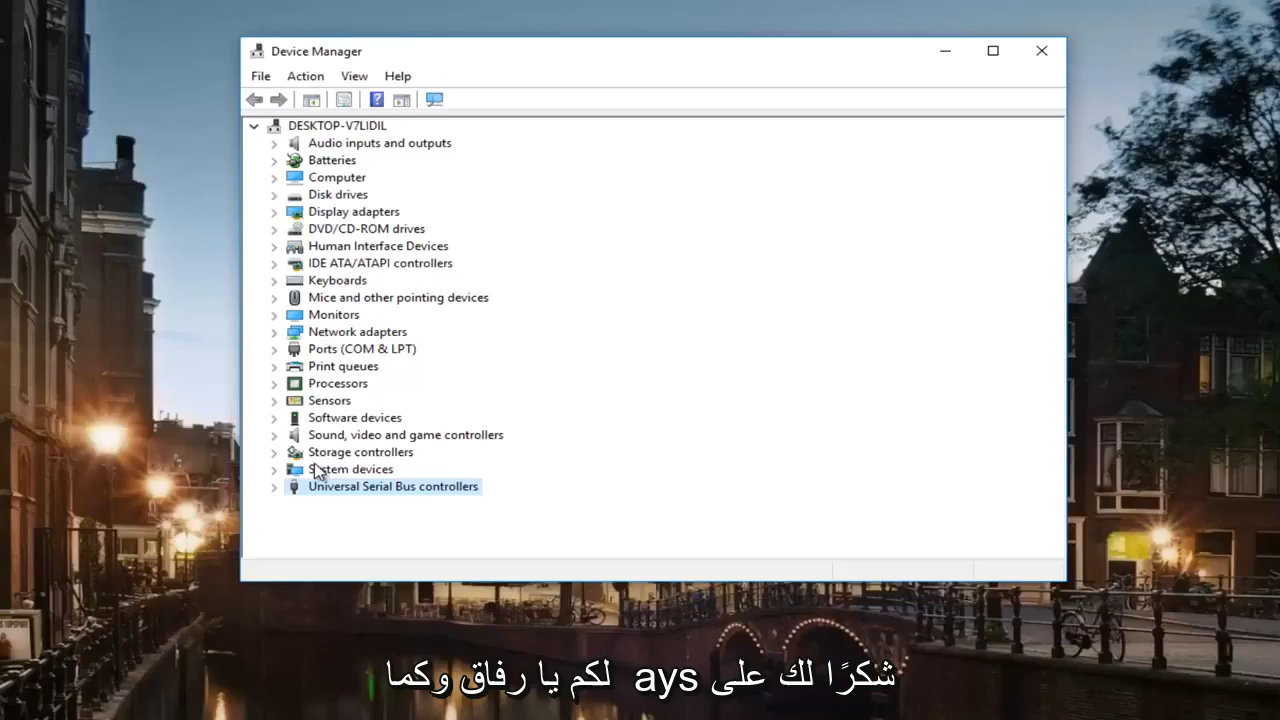 Device Manager
File Action View Help
DESKTOP-V7LIDIL
Audio inputs and outputs
Batteries
Computer
Disk drives
Display adapters
DVD/CD-ROM drives
Human Interface Devices
IDE ATA/ATAPI controllers
Keyboards
Mice and other pointing devices
Monitors
Network adapters
Ports (COM & LPT)
Print queues
Processors
Sensors
Software devices
Sound, video and game controllers
Storage controllers
System devices
Universal Serial Bus controllers
شكرًا لك على ays لكم يا رفاق وكما